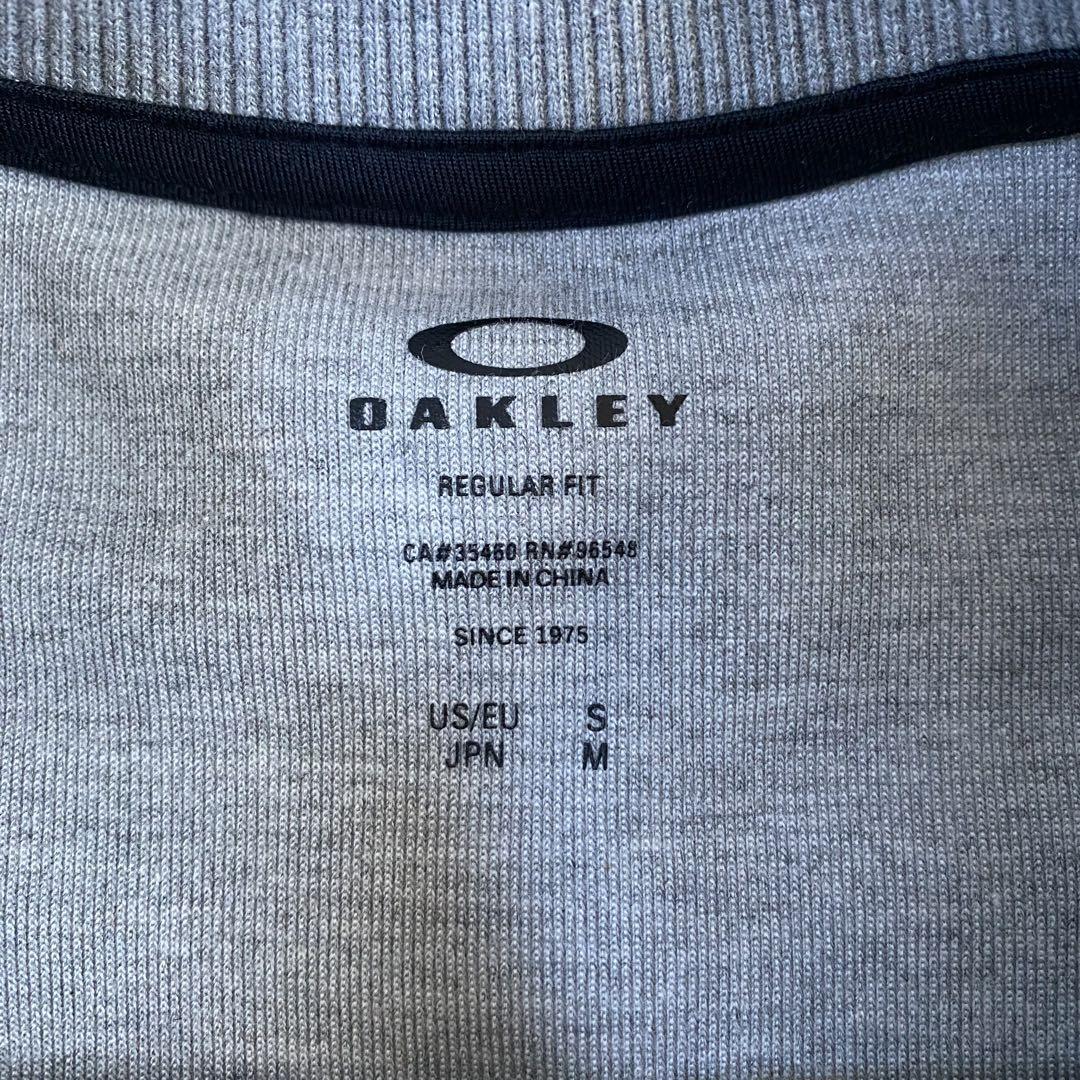 OAKLEY
REGULAR FIT
CA#35460 RN#96548
MADE IN CHINA
SINCE 1975
US/EU S
JPN M